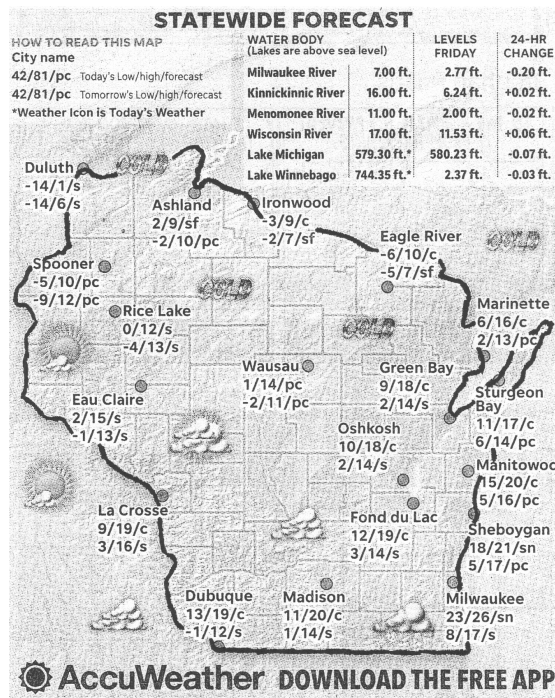 STATEWIDE FORECAST
HOW TO READ THIS MAP
City name
42/81/pc Today's Low/high/forecast
42/81/pc Tomorrow's Low/high/forecast
*Weather Icon is Today's Weather
WATER BODY LEVELS 24-HR
(Lakes are above sea level) FRIDAY CHANGE
Milwaukee River 7.00 ft. 2.77 ft. -0.20 ft.
Kinnickinnic River 16.00 ft. 6.24 ft. +0.02 ft.
Menomonee River 11.00 ft. 2.00 ft. -0.02 ft.
Wisconsin River 17.00 ft. 11.53 ft. +0.06 ft.
Lake Michigan 579.30 ft.* 580.23 ft. -0.07 ft.
Lake Winnebago 744.35 ft.* 2.37 ft. -0.03 ft.
Duluth
-14/1/s
-14/6/s
COLD
Ashland
2/9/sf
-2/10/pc
Ironwood
-3/9/c
-2/7/sf
Eagle River
-6/10/c
-5/7/sf
COLD
Spooner
-5/10/pc
-9/12/pc
COLD
Rice Lake
0/12/s
-4/13/s
COLD
Marinette
6/16/c
2/13/pc
Wausau
1/14/pc
-2/11/pc
Green Bay
9/18/c
2/14/s
Sturgeon
Bay
11/17/c
6/14/pc
Eau Claire
2/15/s
-1/13/s
Oshkosh
10/18/c
2/14/s
Manitowoc
15/20/c
5/16/pc
La Crosse
9/19/c
3/16/s
Fond du Lac
12/19/c
3/14/s
Sheboygan
18/21/sn
5/17/pc
Dubuque
13/19/c
-1/12/s
Madison
11/20/c
1/14/s
Milwaukee
23/26/sn
8/17/s
AccuWeather DOWNLOAD THE FREE APP